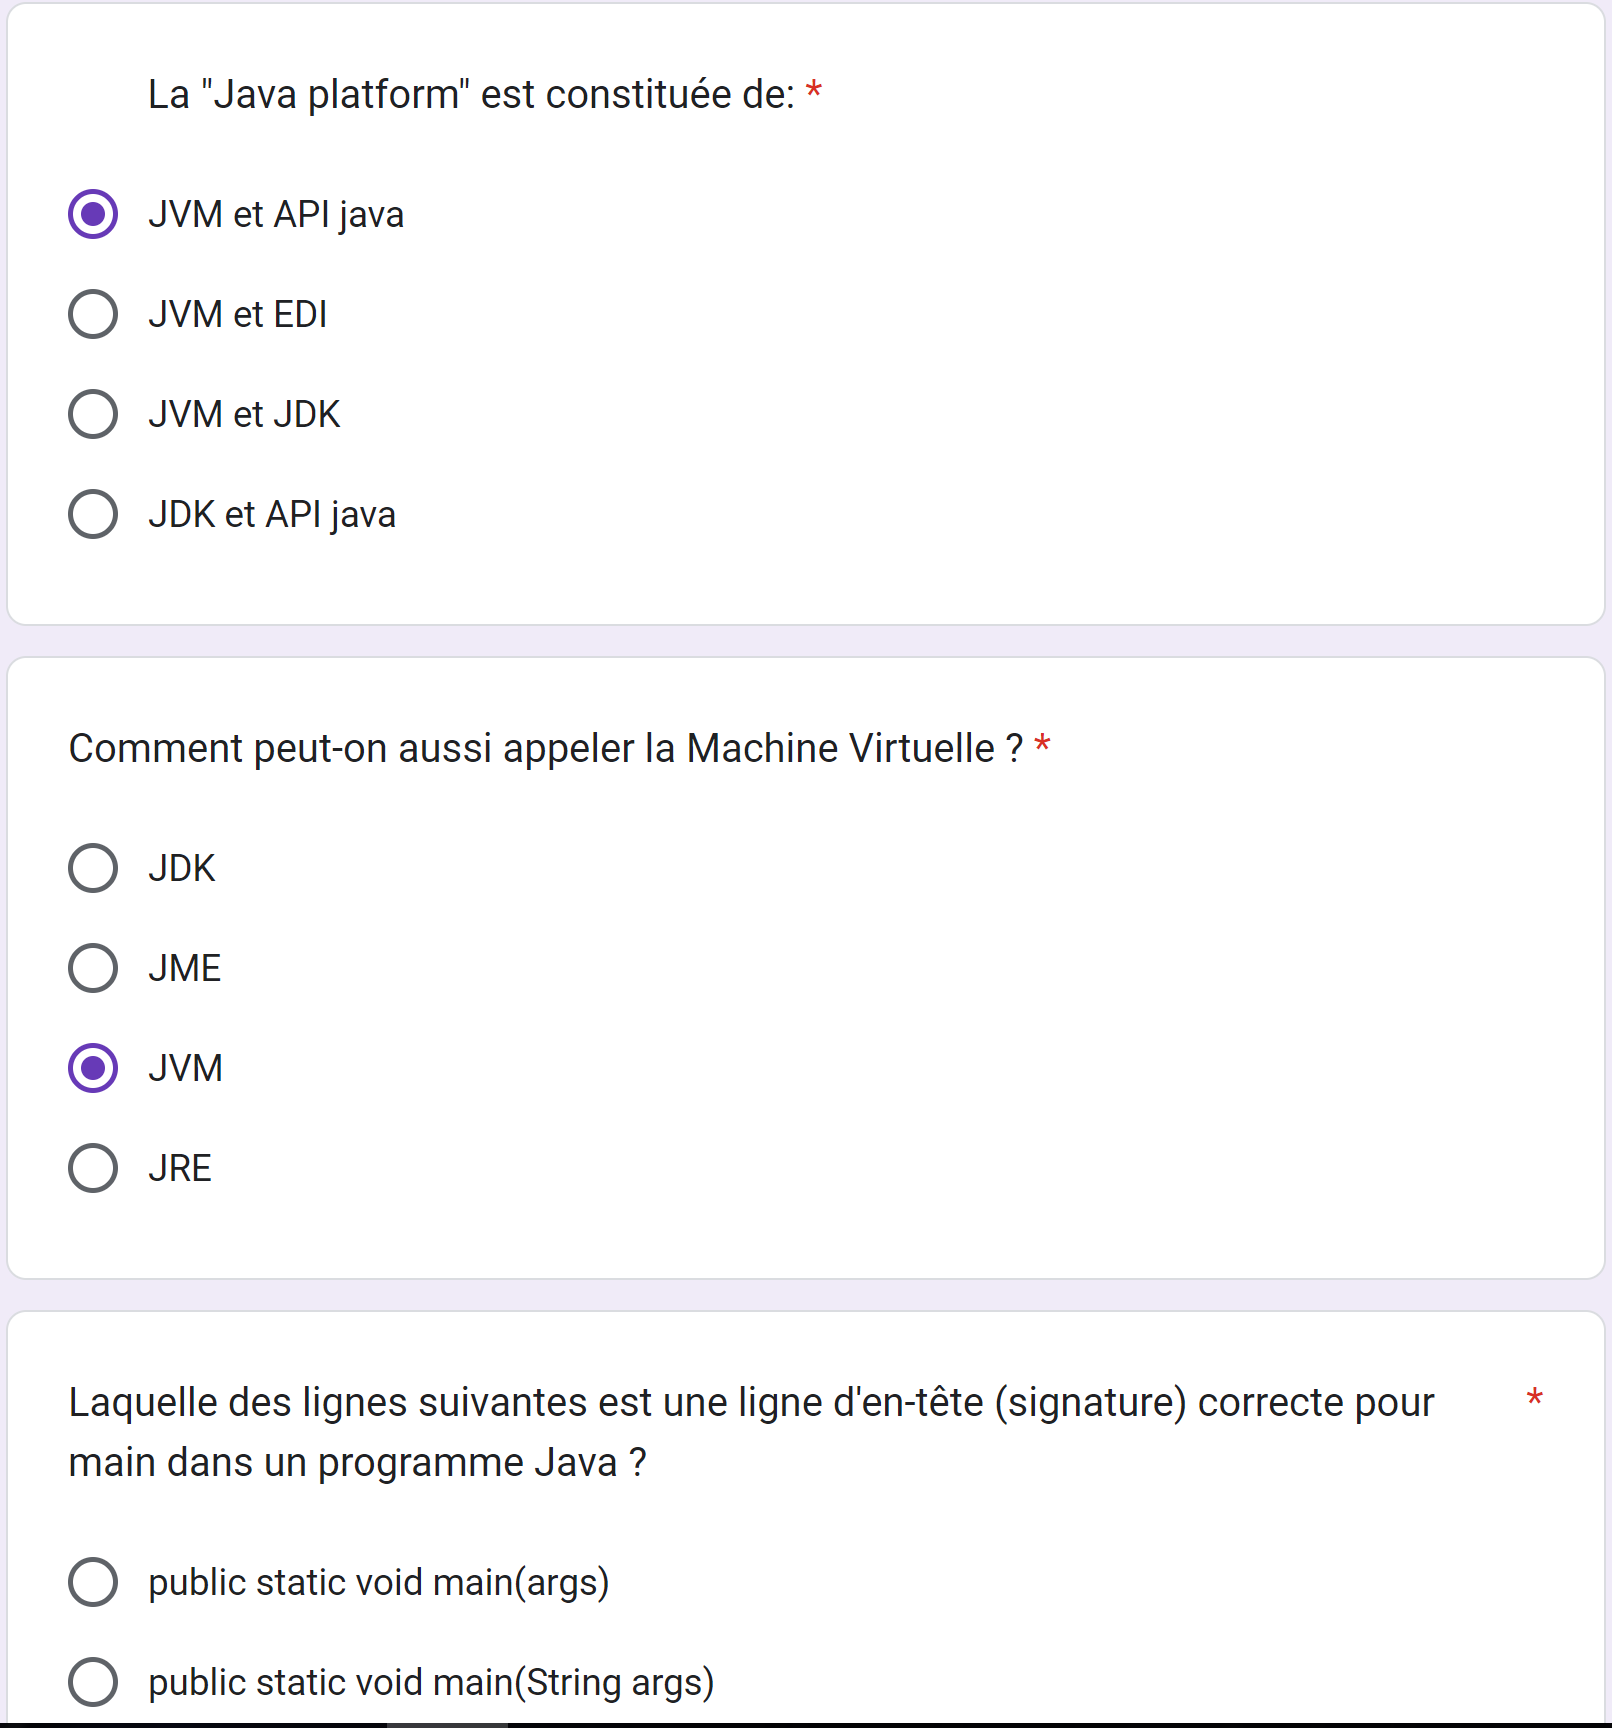 La "Java platform" est constituée de: *
JVM et API java
JVM et EDI
JVM et JDK
JDK et API java
Comment peut-on aussi appeler la Machine Virtuelle ? *
JDK
JME
JVM
JRE
Laquelle des lignes suivantes est une ligne d'en-tête (signature) correcte pour *
main dans un programme Java ?
public static void main(args)
public static void main(String args)